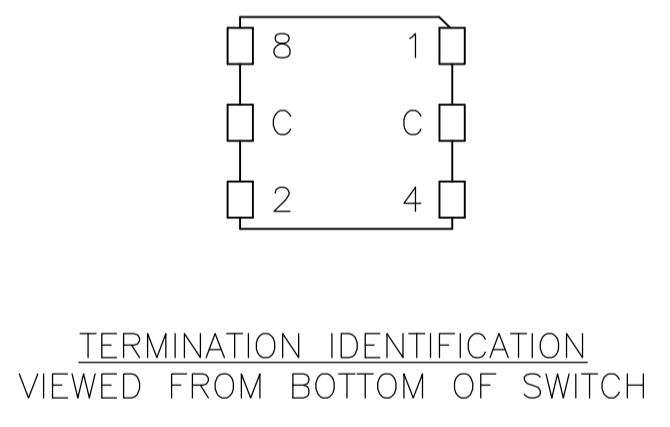 8 1
C C
2 4
TERMINATION IDENTIFICATION
VIEWED FROM BOTTOM OF SWITCH